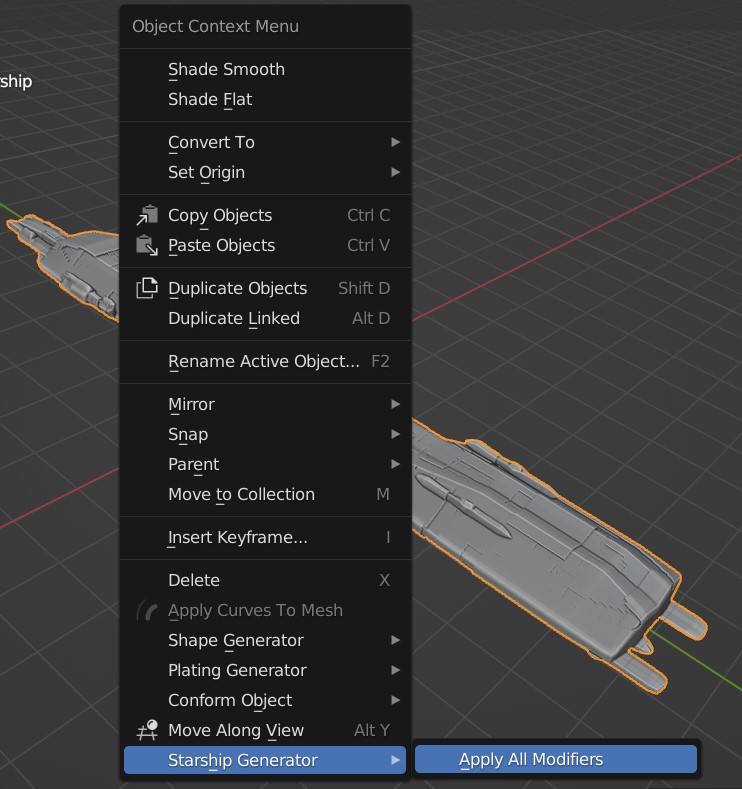 Object Context Menu
ship
Shade Smooth
Shade Flat
Convert To
Set Origin
Copy Objects Ctrl C
Paste Objects Ctrl V
Duplicate Objects Shift D
Duplicate Linked Alt D
Rename Active Object... F2
Mirror
Snap
Parent
Move to Collection M
Insert Keyframe... I
Delete X
Apply Curves To Mesh
Shape Generator
Plating Generator
Conform Object
Move Along View Alt Y
Starship Generator
Apply All Modifiers